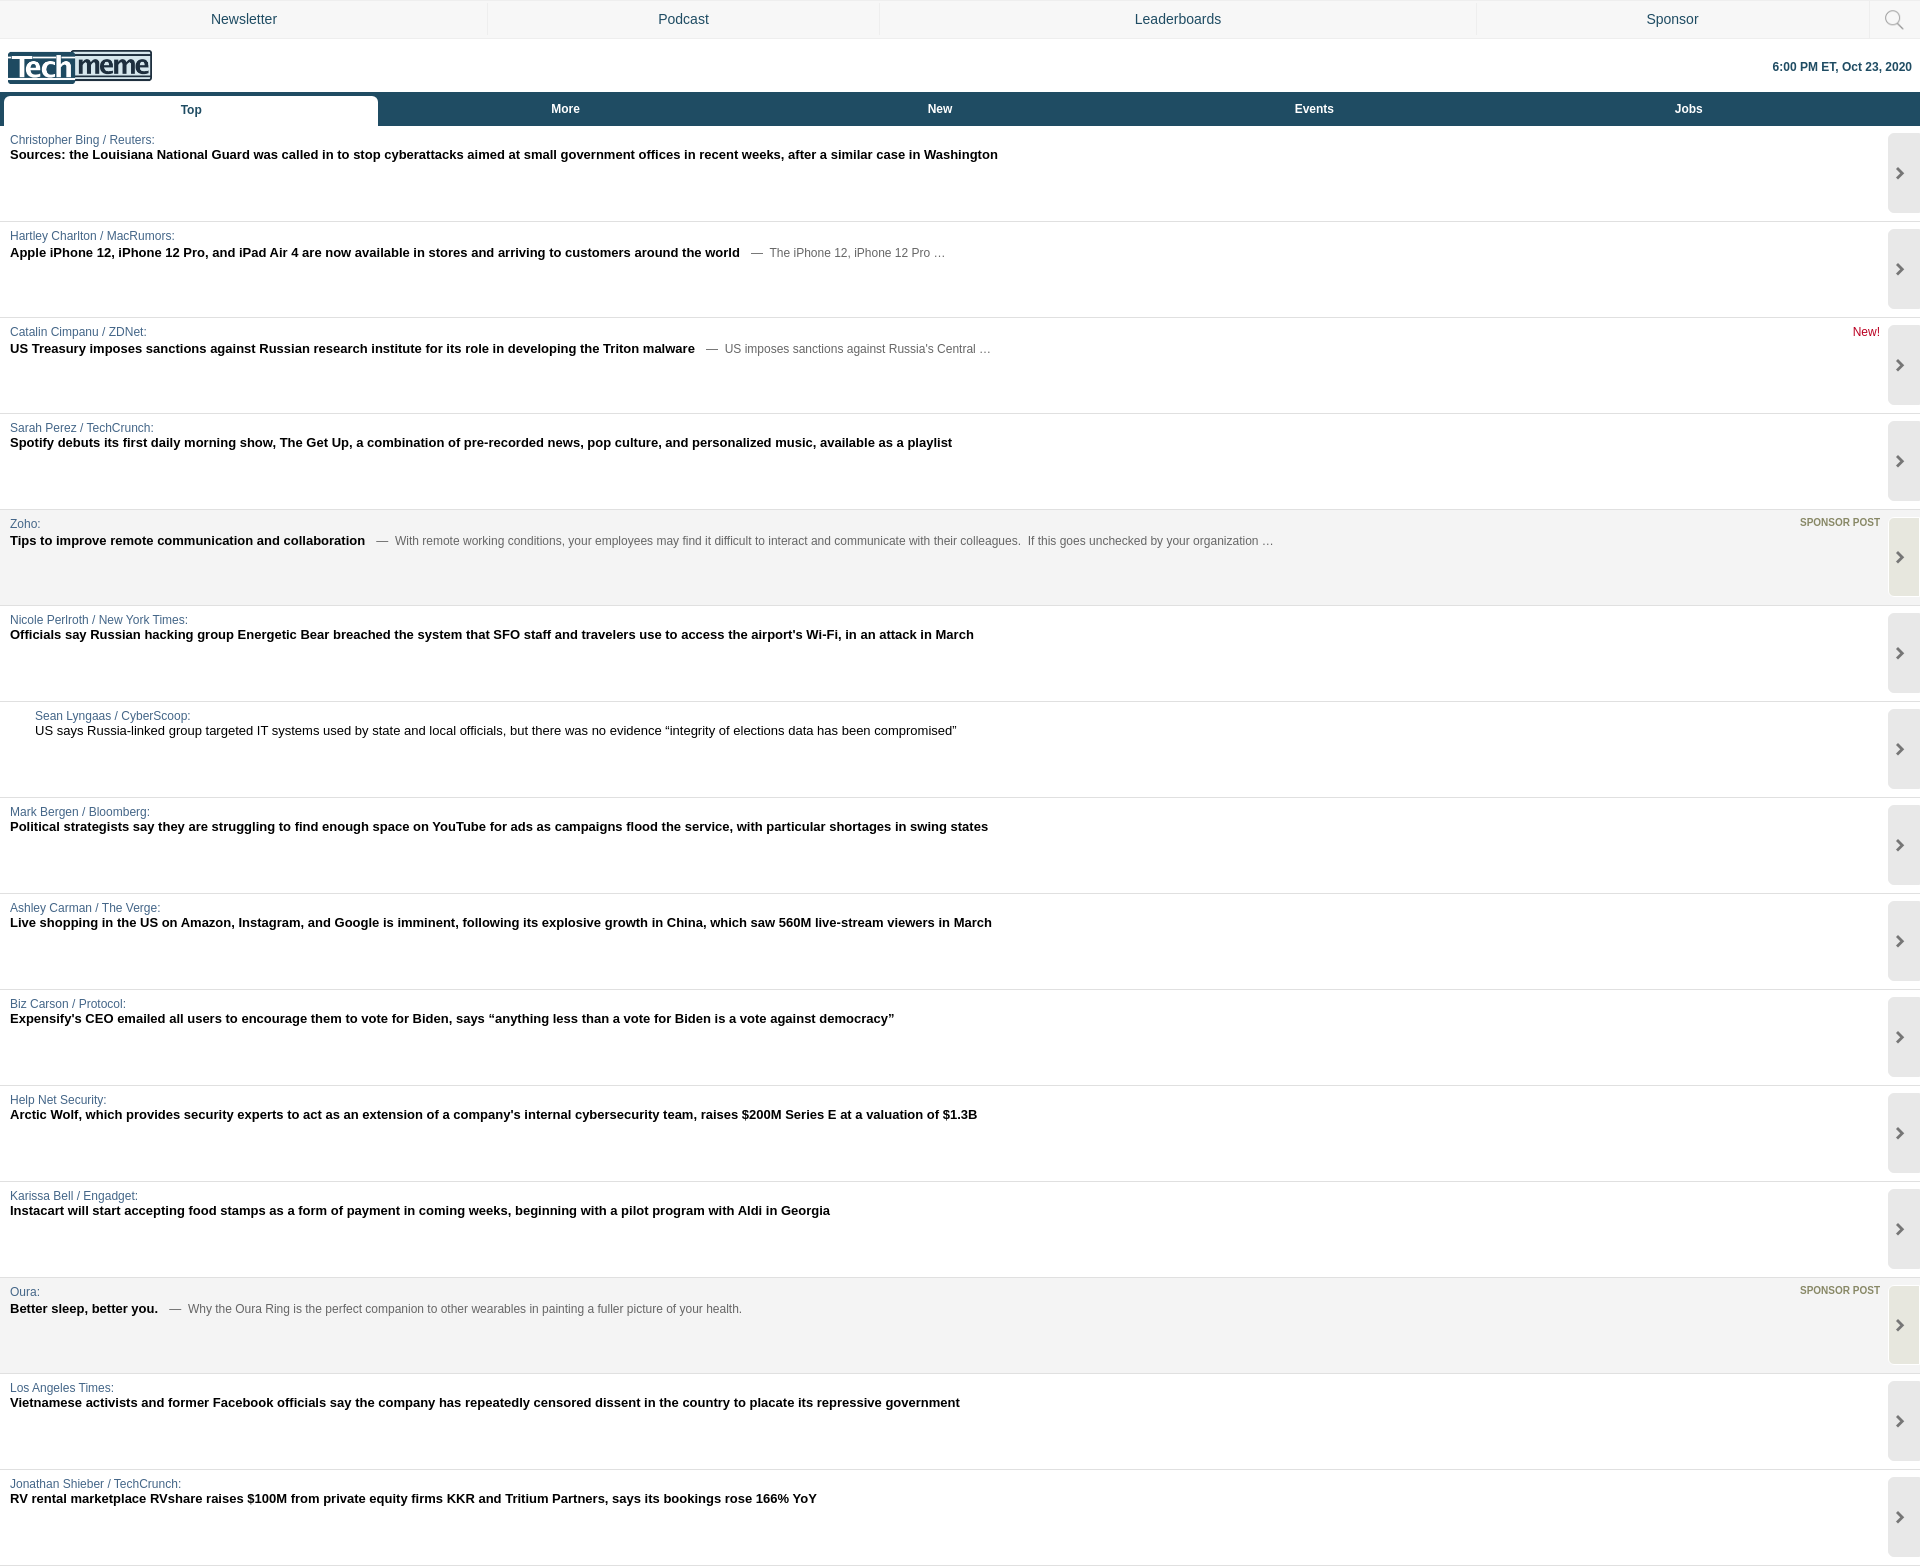 Newsletter
Podcast
Leaderboards
Sponsor
Techmeme
6:00 PM ET, Oct 23, 2020
Top
More
New
Events
Jobs
Christopher Bing / Reuters:
Sources: the Louisiana National Guard was called in to stop cyberattacks aimed at small government offices in recent weeks, after a similar case in Washington
Hartley Charlton / MacRumors:
Apple iPhone 12, iPhone 12 Pro, and iPad Air 4 are now available in stores and arriving to customers around the world — The iPhone 12, iPhone 12 Pro …
Catalin Cimpanu / ZDNet:
New!
US Treasury imposes sanctions against Russian research institute for its role in developing the Triton malware — US imposes sanctions against Russia's Central …
Sarah Perez / TechCrunch:
Spotify debuts its first daily morning show, The Get Up, a combination of pre-recorded news, pop culture, and personalized music, available as a playlist
Zoho:
SPONSOR POST
Tips to improve remote communication and collaboration — With remote working conditions, your employees may find it difficult to interact and communicate with their colleagues. If this goes unchecked by your organization …
Nicole Perlroth / New York Times:
Officials say Russian hacking group Energetic Bear breached the system that SFO staff and travelers use to access the airport's Wi-Fi, in an attack in March
Sean Lyngaas / CyberScoop:
US says Russia-linked group targeted IT systems used by state and local officials, but there was no evidence “integrity of elections data has been compromised”
Mark Bergen / Bloomberg:
Political strategists say they are struggling to find enough space on YouTube for ads as campaigns flood the service, with particular shortages in swing states
Ashley Carman / The Verge:
Live shopping in the US on Amazon, Instagram, and Google is imminent, following its explosive growth in China, which saw 560M live-stream viewers in March
Biz Carson / Protocol:
Expensify's CEO emailed all users to encourage them to vote for Biden, says “anything less than a vote for Biden is a vote against democracy”
Help Net Security:
Arctic Wolf, which provides security experts to act as an extension of a company's internal cybersecurity team, raises $200M Series E at a valuation of $1.3B
Karissa Bell / Engadget:
Instacart will start accepting food stamps as a form of payment in coming weeks, beginning with a pilot program with Aldi in Georgia
Oura:
SPONSOR POST
Better sleep, better you. — Why the Oura Ring is the perfect companion to other wearables in painting a fuller picture of your health.
Los Angeles Times:
Vietnamese activists and former Facebook officials say the company has repeatedly censored dissent in the country to placate its repressive government
Jonathan Shieber / TechCrunch:
RV rental marketplace RVshare raises $100M from private equity firms KKR and Tritium Partners, says its bookings rose 166% YoY